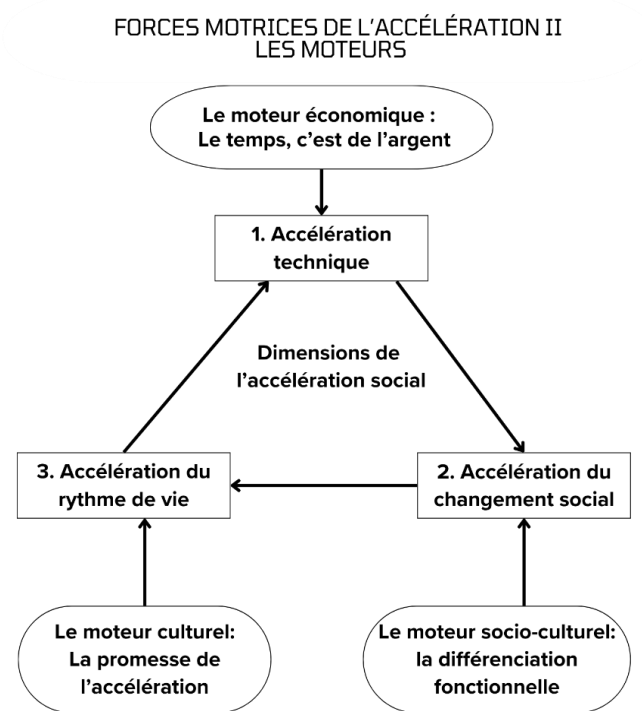 FORCES MOTRICES DE L'ACCÉLÉRATION II
LES MOTEURS
Le moteur économique :
Le temps, c'est de l'argent
1. Accélération
technique
Dimensions de
l'accélération social
3. Accélération du
rythme de vie
2. Accélération du
changement social
Le moteur culturel:
La promesse de
l'accélération
Le moteur socio-culturel:
la différenciation
fonctionnelle